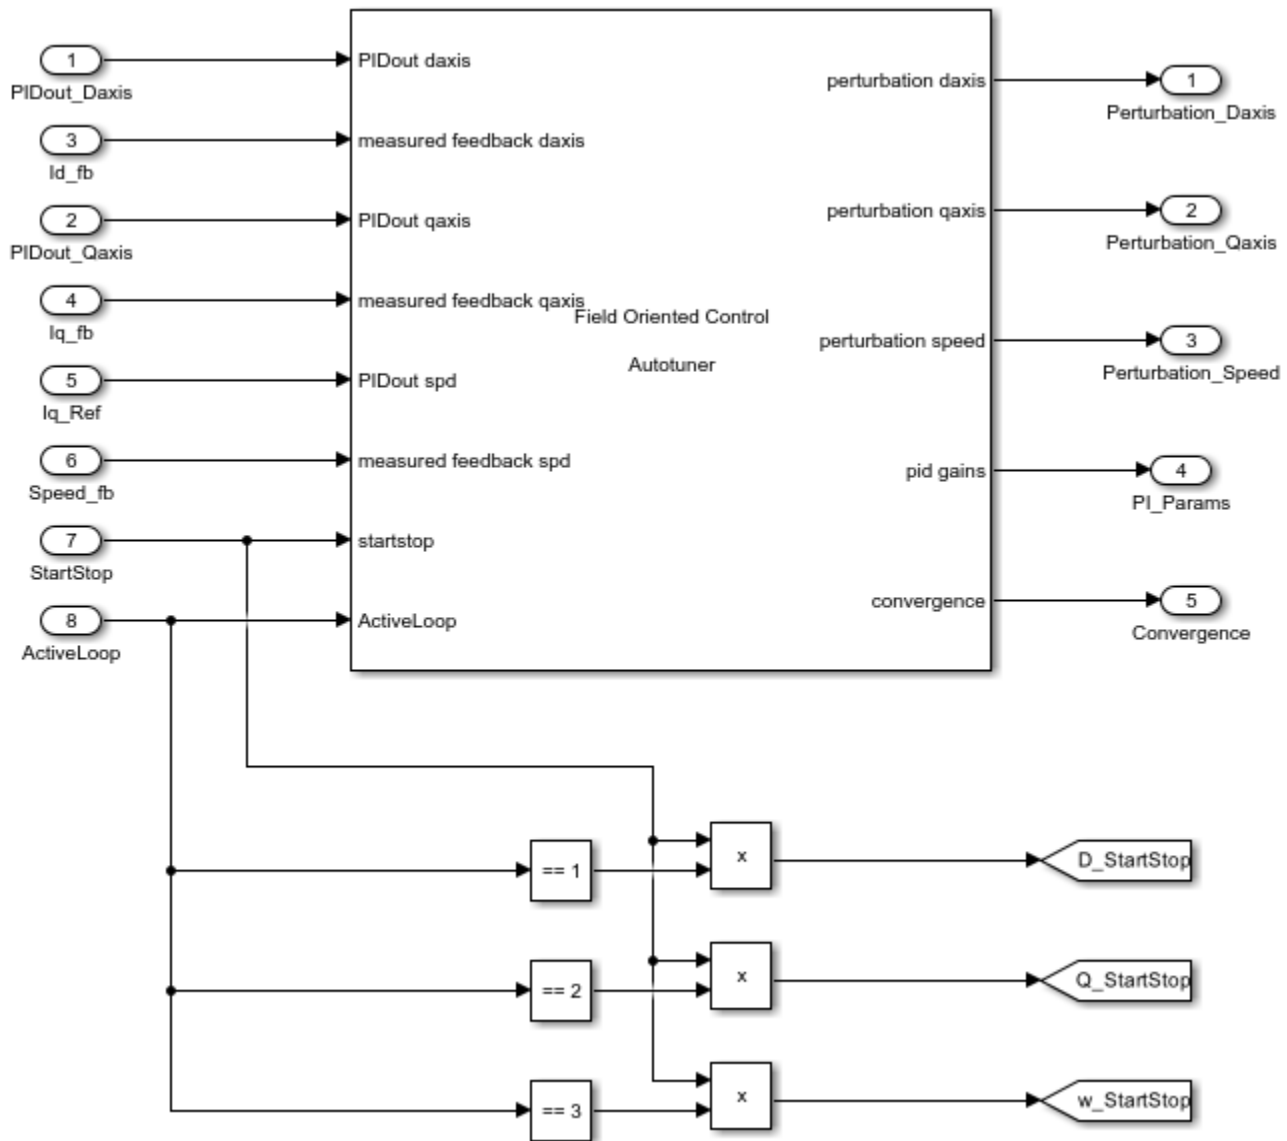 1
PIDout_Daxis
3
Id_fb
2
PIDout_Qaxis
4
Iq_fb
5
Iq_Ref
6
Speed_fb
7
StartStop
8
ActiveLoop
PIDout daxis
measured feedback daxis
PIDout qaxis
measured feedback qaxis
PIDout spd
measured feedback spd
startstop
ActiveLoop
Field Oriented Control
Autotuner
perturbation daxis
perturbation qaxis
perturbation speed
pid gains
convergence
1
Perturbation_Daxis
2
Perturbation_Qaxis
3
Perturbation_Speed
4
PI_Params
5
Convergence
== 1
x
D_StartStop
== 2
x
Q_StartStop
== 3
x
w_StartStop